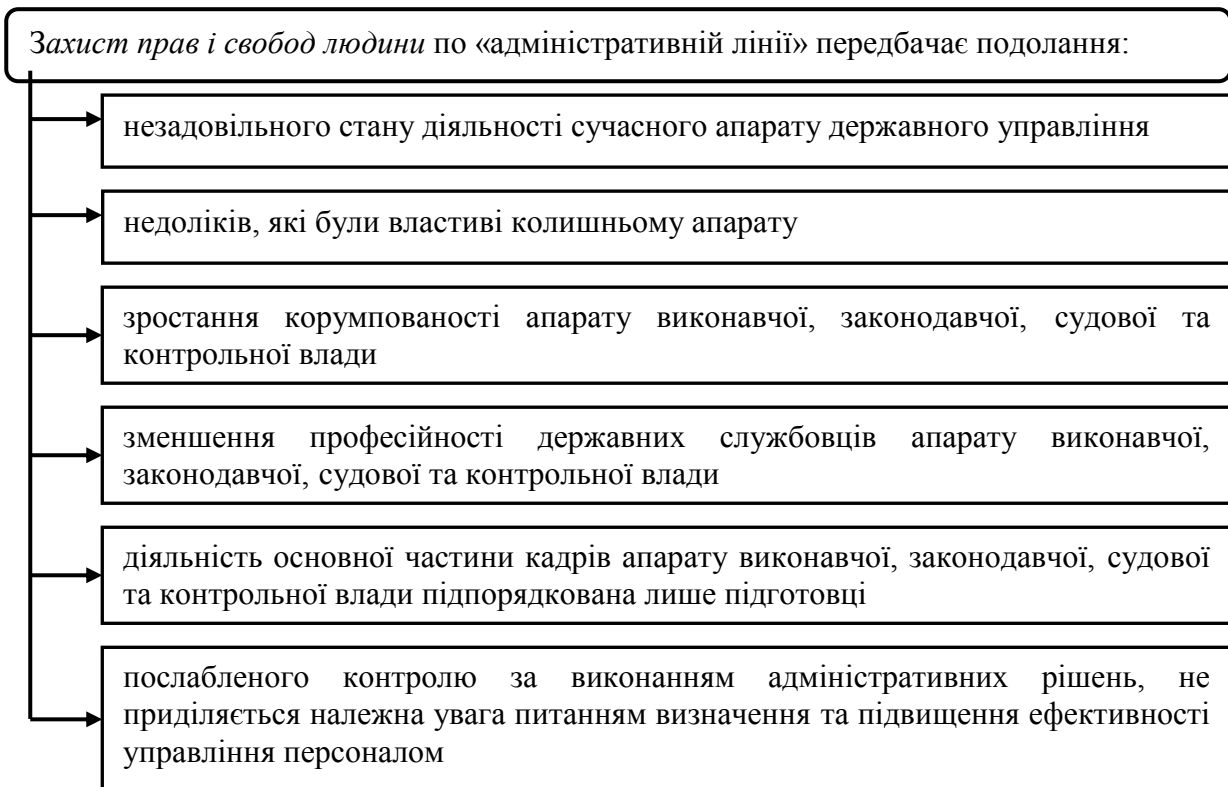 Захист прав і свобод людини по «адміністративній лінії» передбачає подолання:
незадовільного стану діяльності сучасного апарату державного управління
недоліків, які були властиві колишньому апарату
зростання корумпованості апарату виконавчої, законодавчої, судової та
контрольної влади
зменшення професійності державних службовців апарату виконавчої,
законодавчої, судової та контрольної влади
діяльність основної частини кадрів апарату виконавчої, законодавчої, судової
та контрольної влади підпорядкована лише підготовці
послабленого контролю за виконанням адміністративних рішень, не
приділяється належна увага питанням визначення та підвищення ефективності
управління персоналом